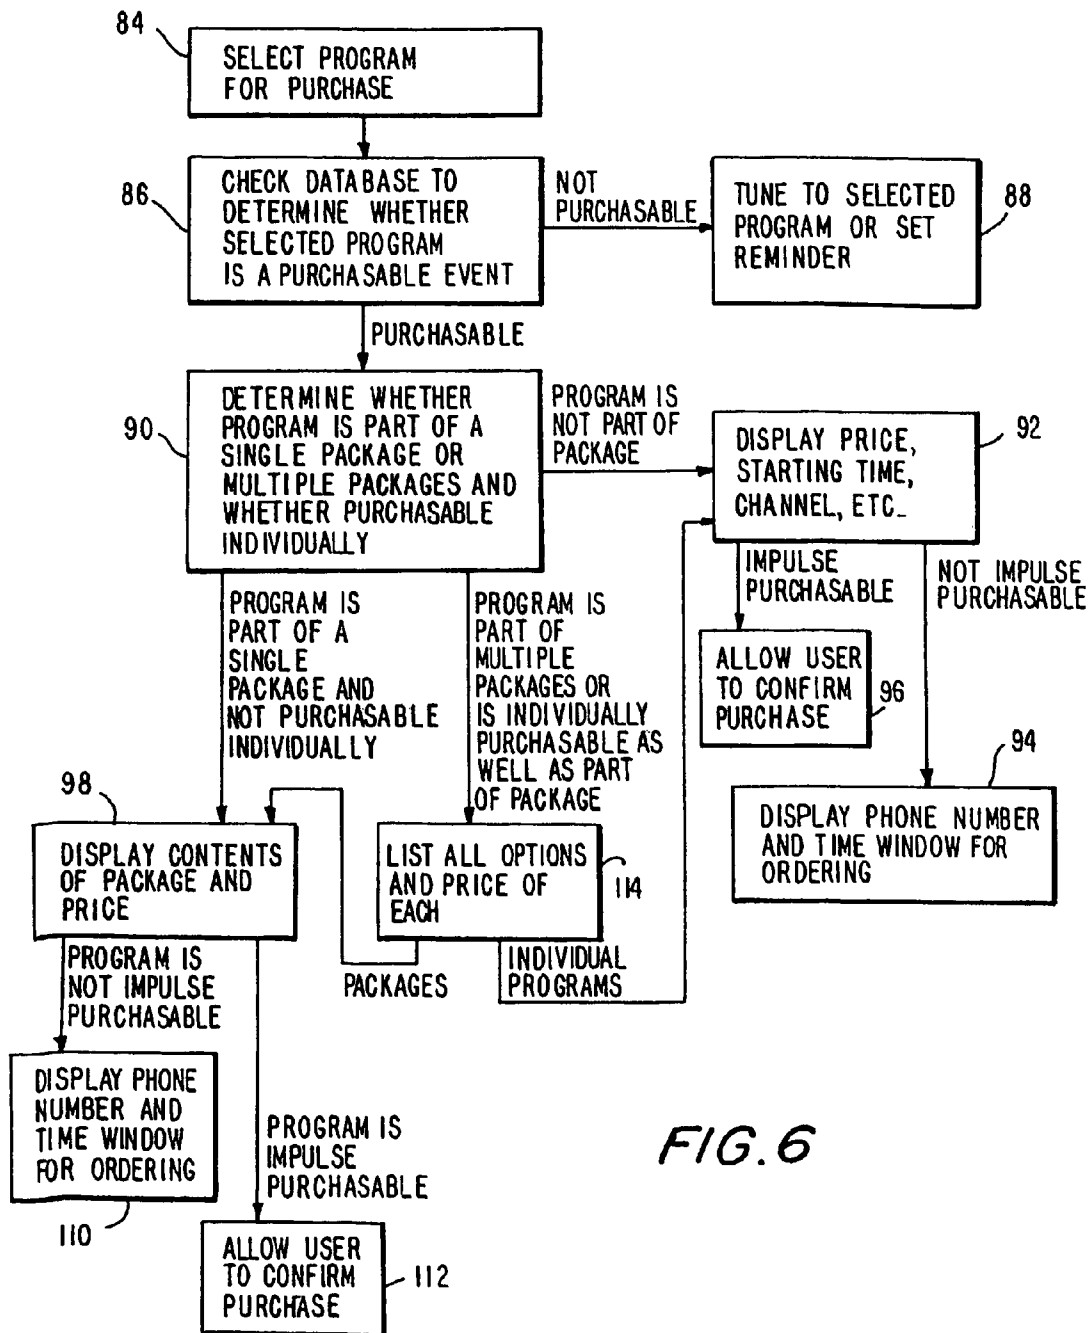 84
SELECT PROGRAM
FOR PURCHASE
86
CHECK DATABASE TO
DETERMINE WHETHER
SELECTED PROGRAM
IS A PURCHASABLE EVENT
NOT
PURCHASABLE
TUNE TO SELECTED
PROGRAM OR SET
REMINDER
88
PURCHASABLE
90
DETERMINE WHETHER
PROGRAM IS PART OF A
SINGLE PACKAGE OR
MULTIPLE PACKAGES AND
WHETHER PURCHASABLE
INDIVIDUALLY
PROGRAM IS
NOT PART OF
PACKAGE
DISPLAY PRICE,
STARTING TIME,
CHANNEL, ETC.
92
IMPULSE
PURCHASABLE
NOT IMPULSE
PURCHASABLE
ALLOW USER
TO CONFIRM
PURCHASE
96
94
DISPLAY PHONE NUMBER
AND TIME WINDOW FOR
ORDERING
PROGRAM IS
PART OF A
SINGLE
PACKAGE AND
NOT PURCHASABLE
INDIVIDUALLY
PROGRAM IS
PART OF
MULTIPLE
PACKAGES OR
IS INDIVIDUALLY
PURCHASABLE AS
WELL AS PART
OF PACKAGE
98
DISPLAY CONTENTS
OF PACKAGE AND
PRICE
LIST ALL OPTIONS
AND PRICE OF
EACH
114
PACKAGES
INDIVIDUAL
PROGRAMS
PROGRAM IS
NOT IMPULSE
PURCHASABLE
DISPLAY PHONE
NUMBER AND
TIME WINDOW
FOR ORDERING
110
PROGRAM IS
IMPULSE
PURCHASABLE
ALLOW USER
TO CONFIRM
PURCHASE
112
FIG. 6